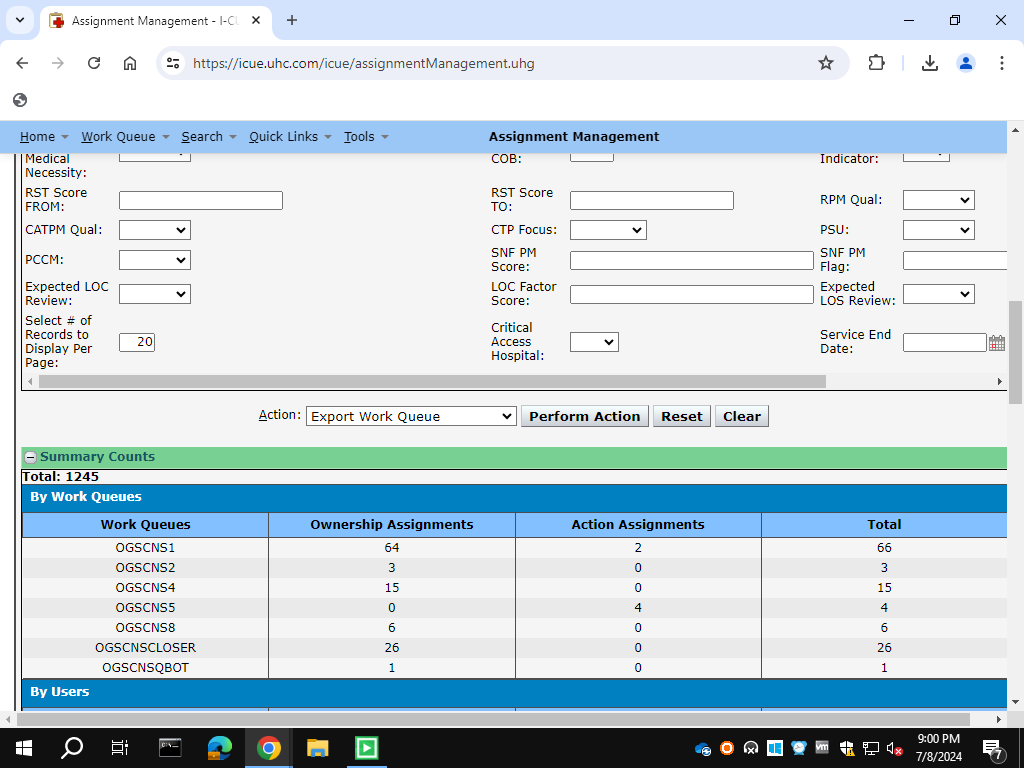 Assignment Management - I-CU
https://icue.uhc.com/icue/assignmentManagement.uhg
Home Work Queue Search Quick Links Tools Assignment Management
Medical Necessity:
COB:
Indicator:
RST Score FROM:
RST Score TO:
RPM Qual:
CATPM Qual:
CTP Focus:
PSU:
PCCM:
SNF PM Score:
SNF PM Flag:
Expected LOC Review:
LOC Factor Score:
Expected LOS Review:
Select # of Records to Display Per Page: 20
Critical Access Hospital:
Service End Date:
Action: Export Work Queue Perform Action Reset Clear
Summary Counts
Total: 1245
By Work Queues
Work Queues Ownership Assignments Action Assignments Total
OGSCNS1 64 2 66
OGSCNS2 3 0 3
OGSCNS4 15 0 15
OGSCNS5 0 4 4
OGSCNS8 6 0 6
OGSCNSCLOSER 26 0 26
OGSCNSQBOT 1 0 1
By Users
9:00 PM
7/8/2024
7